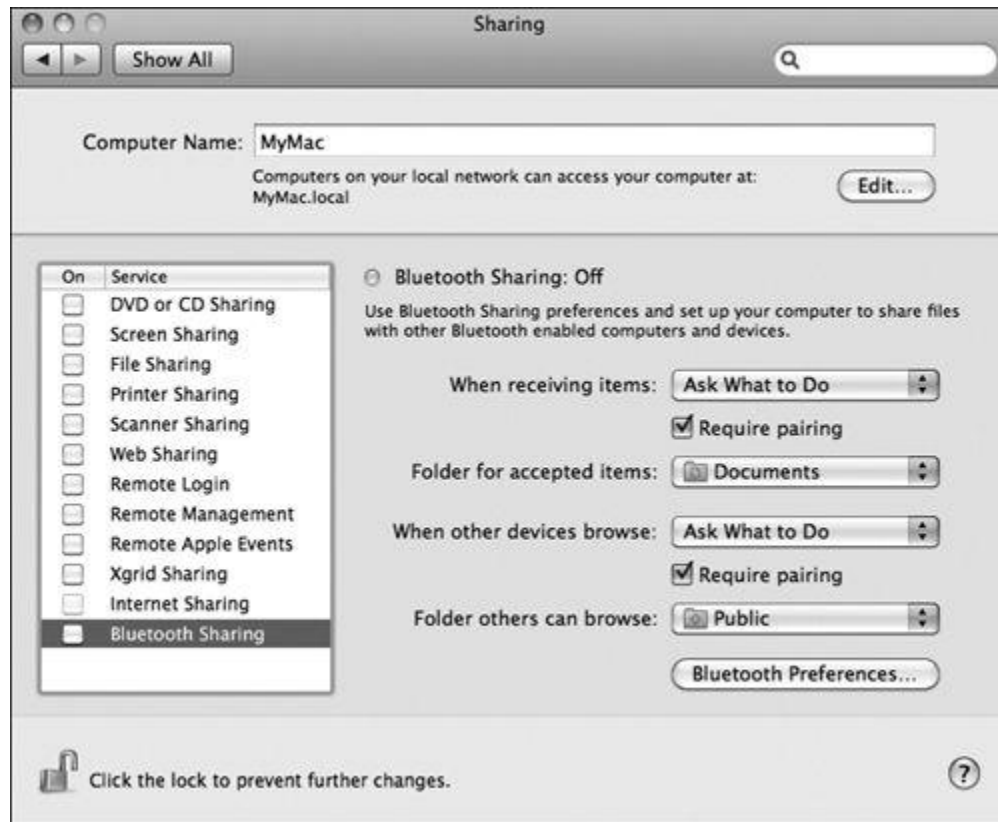 Sharing
Show All
Computer Name: MyMac
Computers on your local network can access your computer at:
MyMac.local
Edit...
On Service
DVD or CD Sharing
Screen Sharing
File Sharing
Printer Sharing
Scanner Sharing
Web Sharing
Remote Login
Remote Management
Remote Apple Events
Xgrid Sharing
Internet Sharing
Bluetooth Sharing
Bluetooth Sharing: Off
Use Bluetooth Sharing preferences and set up your computer to share files
with other Bluetooth enabled computers and devices.
When receiving items: Ask What to Do
Require pairing
Folder for accepted items: Documents
When other devices browse: Ask What to Do
Require pairing
Folder others can browse: Public
Bluetooth Preferences...
Click the lock to prevent further changes.
?